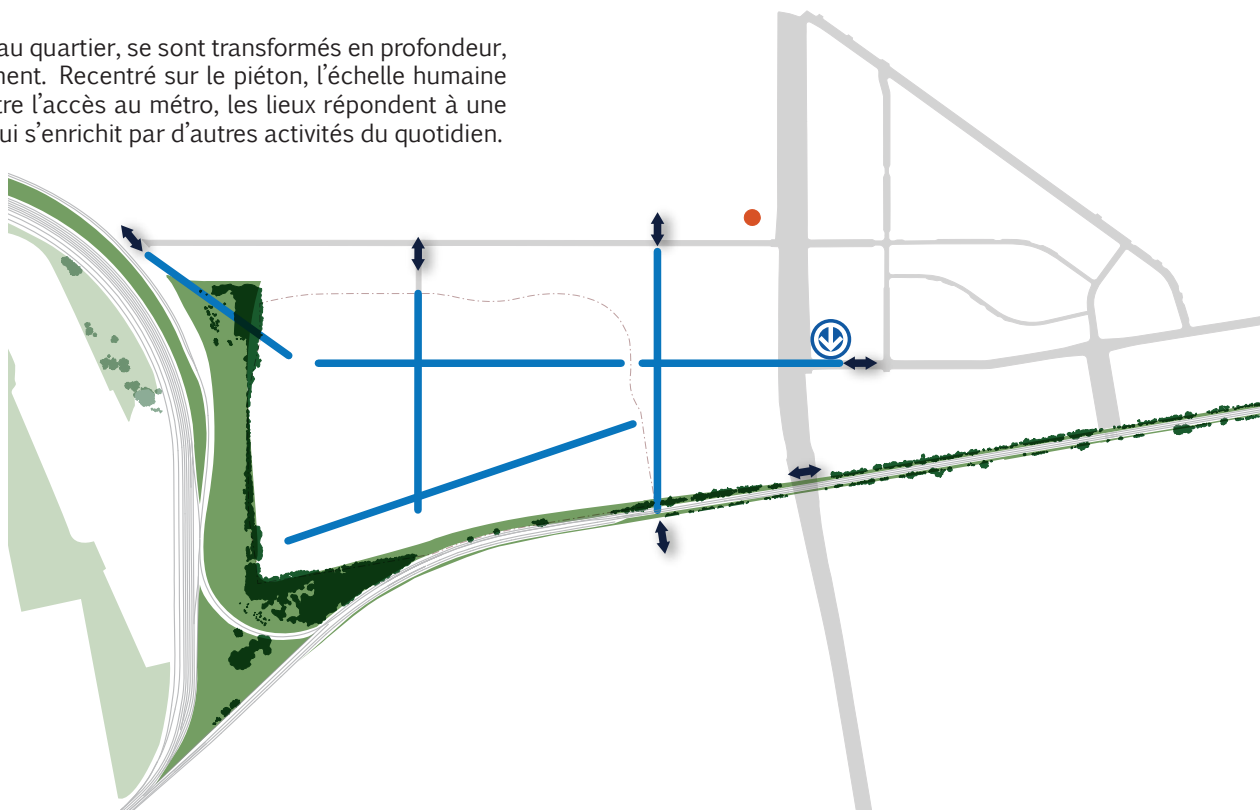 au quartier, se sont transformés en profondeur,
ment. Recentré sur le piéton, l’échelle humaine
tre l’accès au métro, les lieux répondent à une
ui s’enrichit par d’autres activités du quotidien.